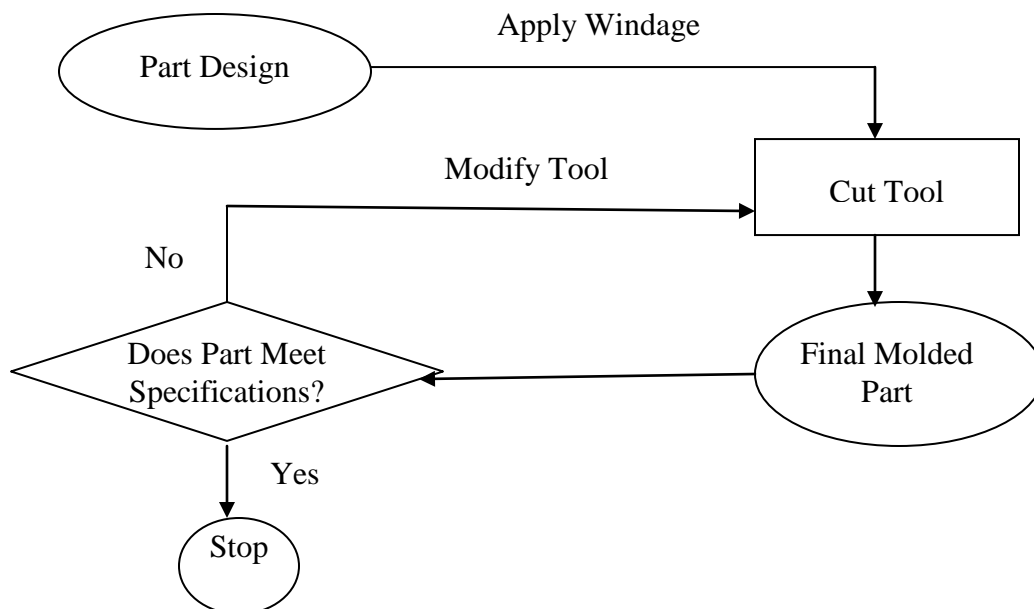 Apply Windage
Part Design
Modify Tool
Cut Tool
No
Does Part Meet
Specifications?
Final Molded
Part
Yes
Stop